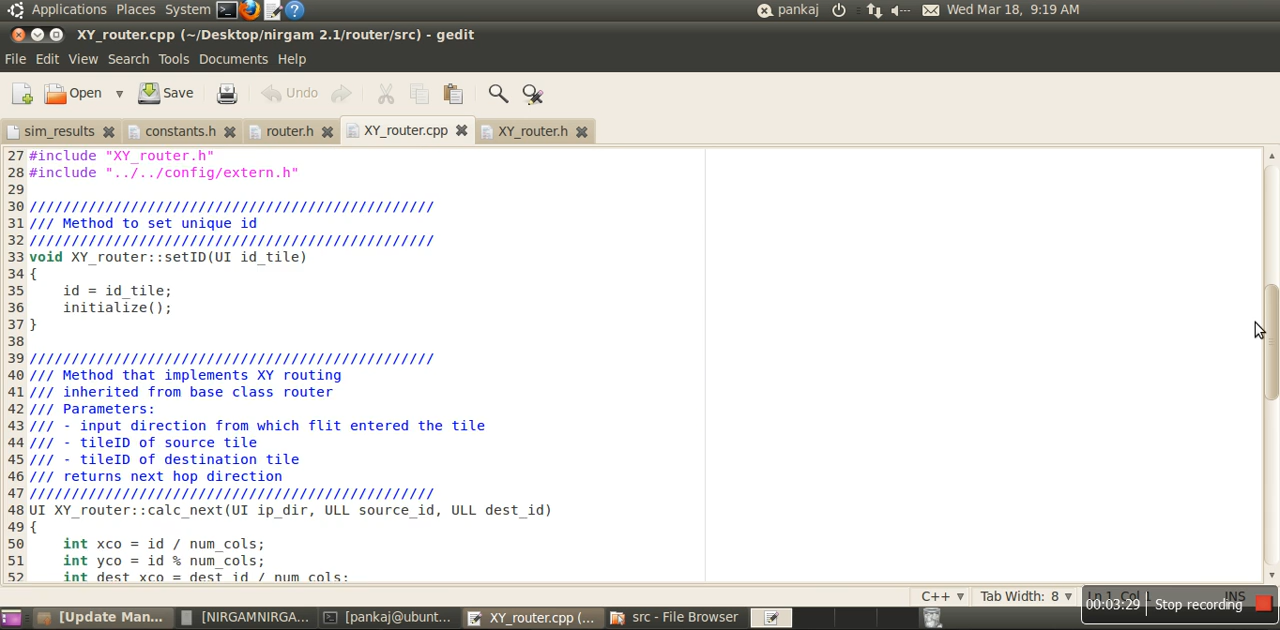 Applications Places System pankaj Wed Mar 18, 9:19 AM
XY_router.cpp (~/Desktop/nirgam 2.1/router/src) - gedit
File Edit View Search Tools Documents Help
Open Save Undo
sim_results constants.h router.h XY_router.cpp XY_router.h
27 #include "XY_router.h"
28 #include "../../config/extern.h"
29
30 ////////////////////////////////////////////////
31 /// Method to set unique id
32 ////////////////////////////////////////////////
33 void XY_router::setID(UI id_tile)
34 {
35 id = id_tile;
36 initialize();
37 }
38
39 ////////////////////////////////////////////////
40 /// Method that implements XY routing
41 /// inherited from base class router
42 /// Parameters:
43 /// - input direction from which flit entered the tile
44 /// - tileID of source tile
45 /// - tileID of destination tile
46 /// returns next hop direction
47 ////////////////////////////////////////////////
48 UI XY_router::calc_next(UI ip_dir, ULL source_id, ULL dest_id)
49 {
50 int xco = id / num_cols;
51 int yco = id % num_cols;
52 int dest_xco = dest_id / num_cols;
C++ Tab Width: 8 Ln 1, Col 1 INS
00:03:29 Stop recording
[Update Man... [NIRGAMNIRGA... [pankaj@ubunt... XY_router.cpp (... src - File Browser